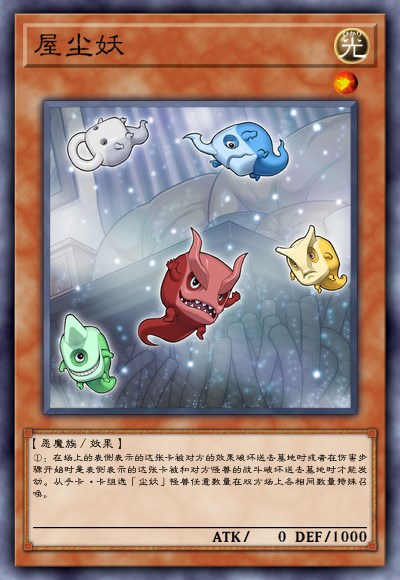 屋尘妖
光
【恶魔族/效果】
①：在场上的表侧表示的这张卡被对方的效果破坏送去墓地时或者在伤害步
骤开始时是表侧表示的这张卡被和对方怪兽的战斗破坏送去墓地时才能发
动。从手卡·卡组选「尘妖」怪兽任意数量在双方场上各相同数量特殊召
唤。
ATK/ 0 DEF/1000